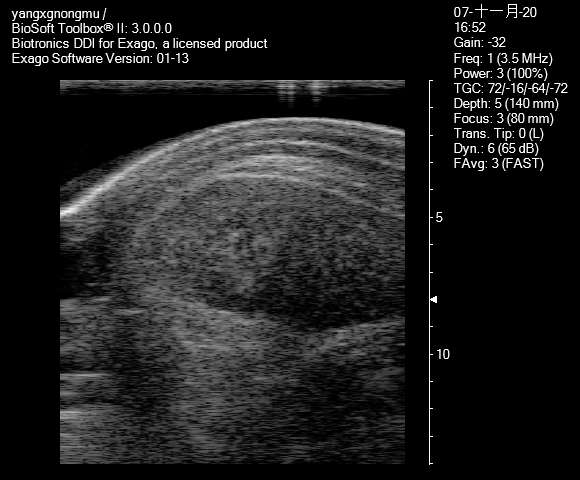 yangxgnongmu /
BioSoft Toolbox® II: 3.0.0.0
Biotronics DDI for Exago, a licensed product
Exago Software Version: 01-13
07-十一月-20
16:52
Gain: -32
Freq: 1 (3.5 MHz)
Power: 3 (100%)
TGC: 72/-16/-64/-72
Depth: 5 (140 mm)
Focus: 3 (80 mm)
Trans. Tip: 0 (L)
Dyn.: 6 (65 dB)
FAvg: 3 (FAST)
5
10